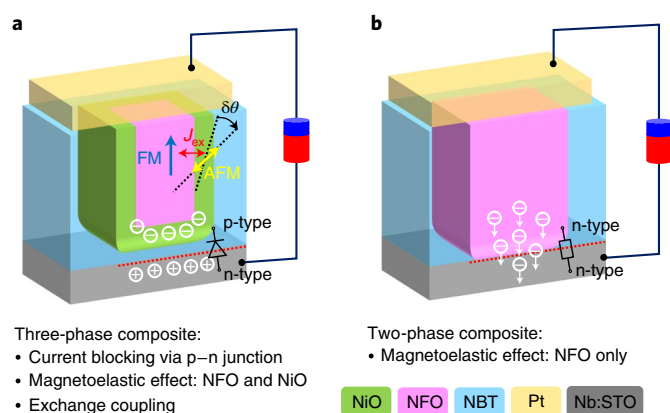 a
δθ
FM
Jex
AFM
p-type
n-type
Three-phase composite:
• Current blocking via p–n junction
• Magnetoelastic effect: NFO and NiO
• Exchange coupling
b
n-type
n-type
Two-phase composite:
• Magnetoelastic effect: NFO only
NiO NFO NBT Pt Nb:STO